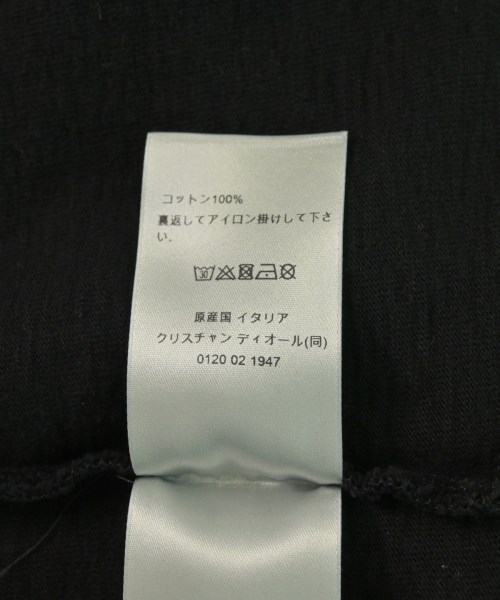 コットン100%
裏返してアイロン掛けして下さ
い。
30
原産国 イタリア
クリスチャン ディオール(同)
0120 02 1947